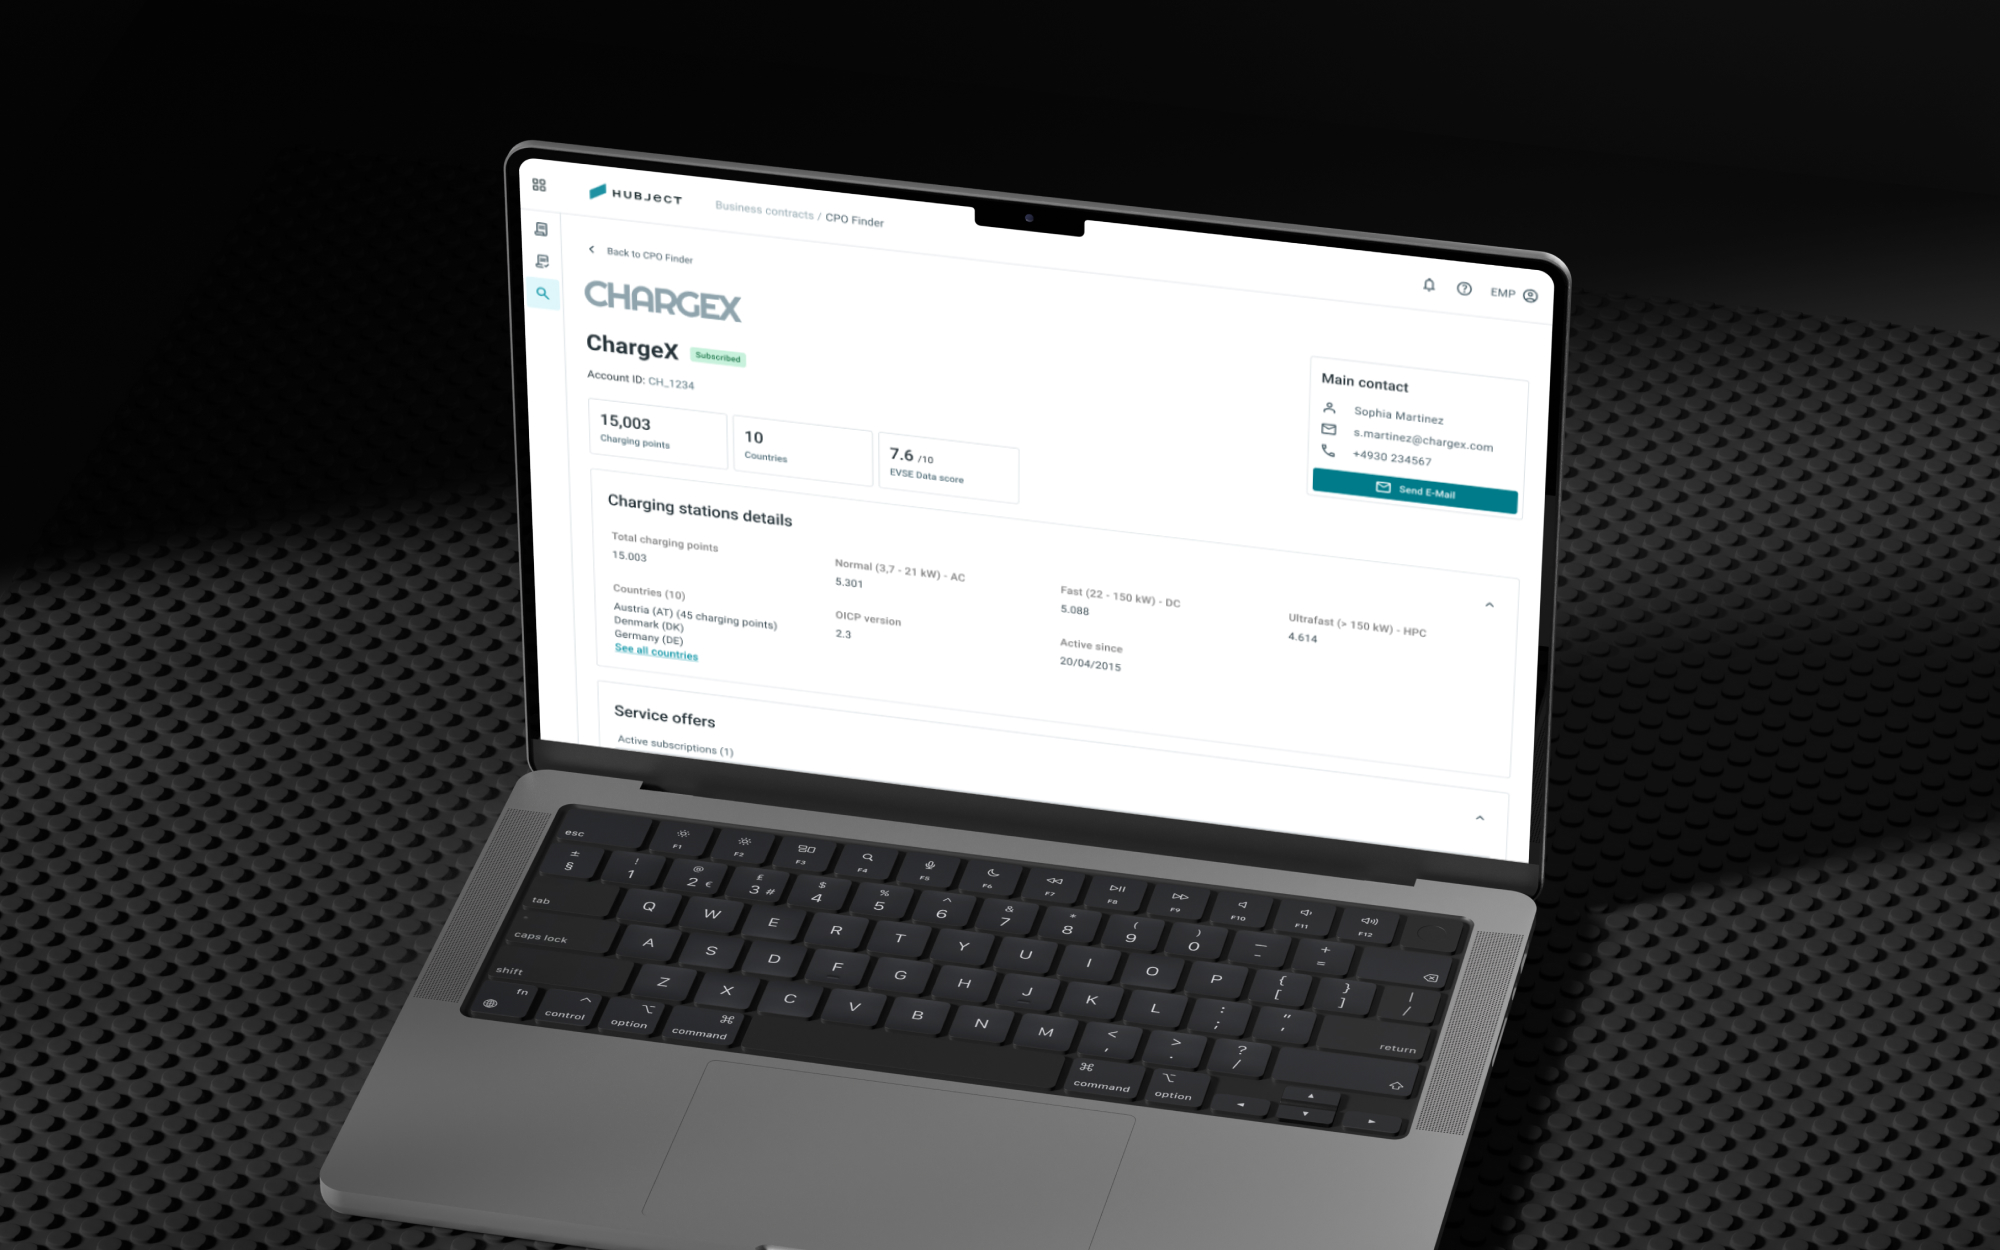 HUBJECT
Business contracts / CPO Finder
EMP
Back to CPO Finder
CHARGEX
ChargeX Subscribed
Account ID: CH_1234
15,003
Charging points
10
Countries
7.6 /10
EVSE Data score
Main contact
Sophia Martinez
s.martinez@chargex.com
+4930 234567
Send E-Mail
Charging stations details
Total charging points
15.003
Normal (3,7 - 21 kW) - AC
5.301
Fast (22 - 150 kW) - DC
5.088
Ultrafast (> 150 kW) - HPC
4.614
Countries (10)
Austria (AT) (45 charging points)
Denmark (DK)
Germany (DE)
See all countries
OICP version
2.3
Active since
20/04/2015
Service offers
Active subscriptions (1)
esc F1 F2 F3 F4 F5 F6 F7 F8 F9 F10 F11 F12
± ! @ £ $ % ^ & * ( ) — +
§ 1 2 € 3 # 4 5 6 7 8 9 0 – =
tab Q W E R T Y U I O P { [ } ]
caps lock A S D F G H J K L : ; " ' | /
shift Z X C V B N M < , > . ? / return
fn control option command command option